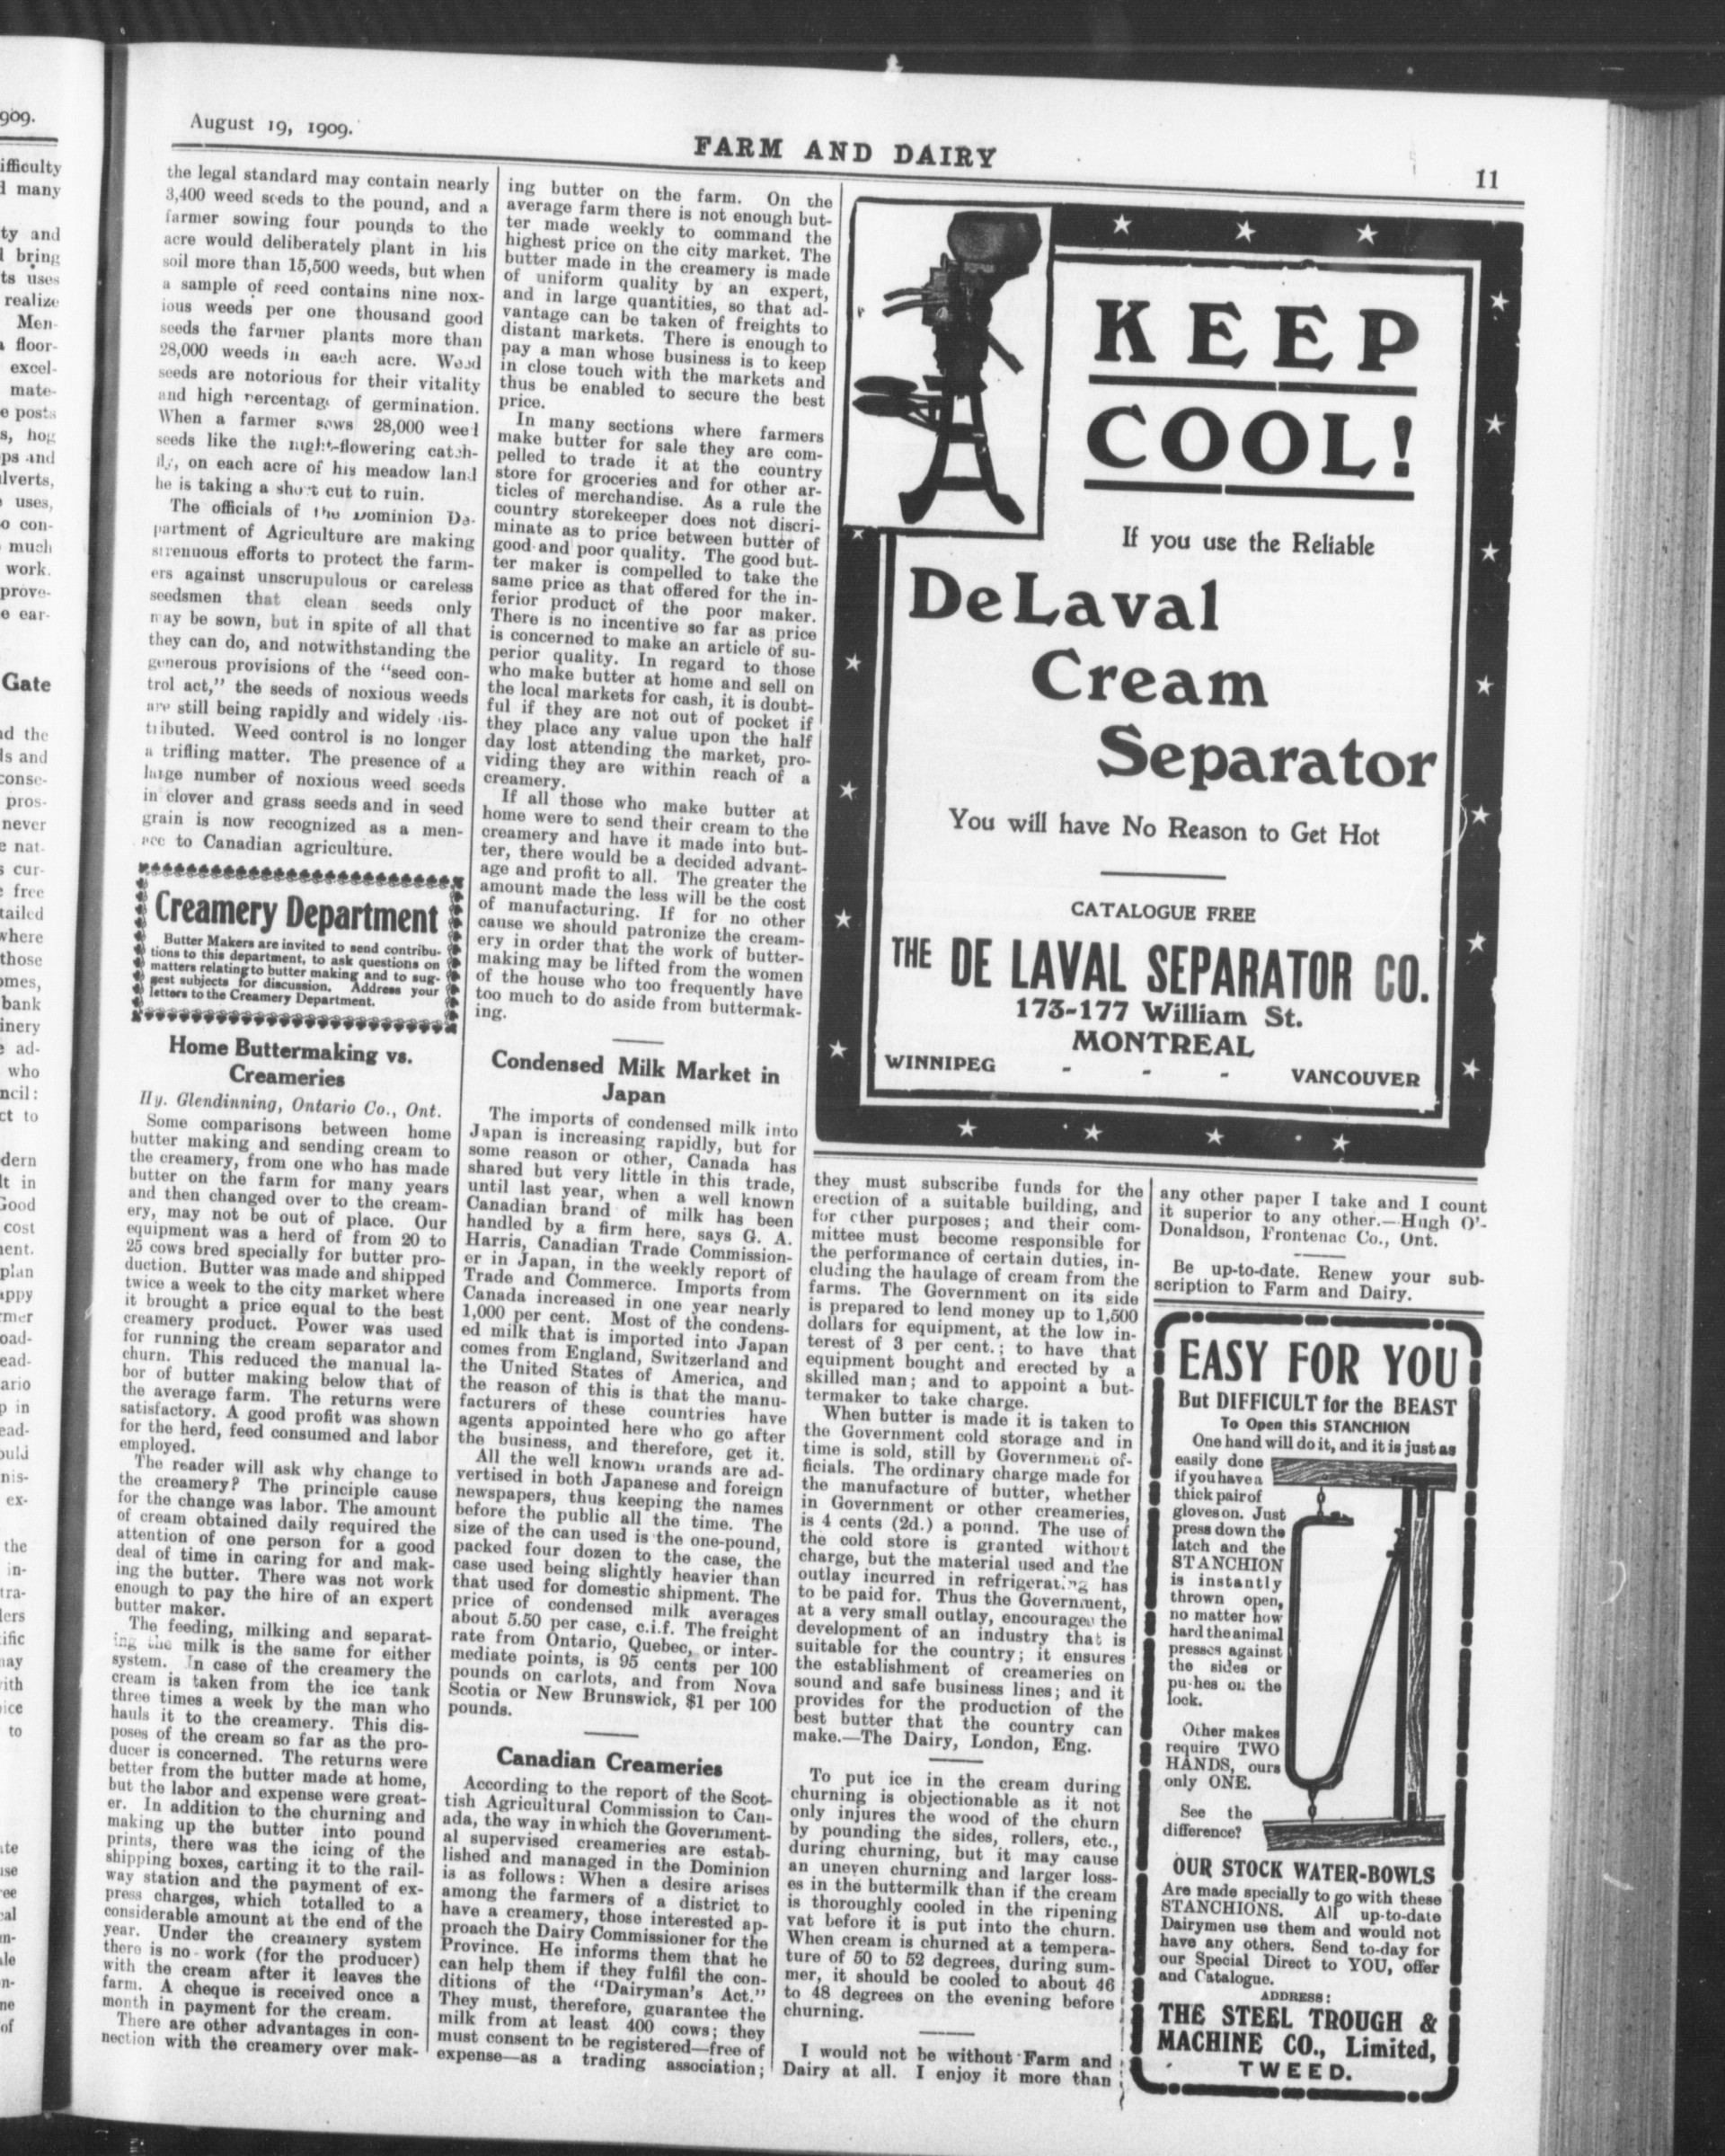 August 19, 1909.
FARM AND DAIRY
11
the legal standard may contain nearly
3,400 weed seeds to the pound, and a
farmer sowing four pounds to the
acre would deliberately plant in his
soil more than 15,500 weeds, but when
a sample of seed contains nine nox-
ious weeds per one thousand good
seeds the farmer plants more than
28,000 weeds in each acre. Weed
seeds are notorious for their vitality
and high percentage of germination.
When a farmer sows 28,000 weed
seeds like the night-flowering catch-
fly, on each acre of his meadow land
he is taking a short cut to ruin.
The officials of the Dominion De-
partment of Agriculture are making
strenuous efforts to protect the farm-
ers against unscrupulous or careless
seedsmen that clean seeds only
may be sown, but in spite of all that
they can do, and notwithstanding the
generous provisions of the "seed con-
trol act," the seeds of noxious weeds
are still being rapidly and widely dis-
tributed. Weed control is no longer
a trifling matter. The presence of a
large number of noxious weed seeds
in clover and grass seeds and in seed
grain is now recognized as a men-
ace to Canadian agriculture.
Creamery Department
Butter Makers are invited to send contribu-
tions to this department, to ask questions on
matters relating to butter making and to sug-
gest subjects for discussion. Address your
letters to the Creamery Department.
Home Buttermaking vs.
Creameries
Hy. Glendinning, Ontario Co., Ont.
Some comparisons between home
butter making and sending cream to
the creamery, from one who has made
butter on the farm for many years
and then changed over to the cream-
ery, may not be out of place. Our
equipment was a herd of from 20 to
25 cows bred specially for butter pro-
duction. Butter was made and shipped
twice a week to the city market where
it brought a price equal to the best
creamery product. Power was used
for running the cream separator and
churn. This reduced the manual la-
bor of butter making below that of
the average farm. The returns were
satisfactory. A good profit was shown
for the herd, feed consumed and labor
employed.
The reader will ask why change to
the creamery? The principle cause
for the change was labor. The amount
of cream obtained daily required the
attention of one person for a good
deal of time in caring for and mak-
ing the butter. There was not work
enough to pay the hire of an expert
butter maker.
The feeding, milking and separat-
ing the milk is the same for either
system. In case of the creamery the
cream is taken from the ice tank
three times a week by the man who
hauls it to the creamery. This dis-
poses of the cream so far as the pro-
ducer is concerned. The returns were
better from the butter made at home,
but the labor and expense were great-
er. In addition to the churning and
making up the butter into pound
prints, there was the icing of the
shipping boxes, carting it to the rail-
way station and the payment of ex-
press charges, which totalled to a
considerable amount at the end of the
year. Under the creamery system
there is no work (for the producer)
with the cream after it leaves the
farm. A cheque is received once a
month in payment for the cream.
There are other advantages in con-
nection with the creamery over mak-
ing butter on the farm. On the
average farm there is not enough but-
ter made weekly to command the
highest price on the city market. The
butter made in the creamery is made
of uniform quality by an expert,
and in large quantities, so that ad-
vantage can be taken of freights to
distant markets. There is enough to
pay a man whose business is to keep
in close touch with the markets and
thus be enabled to secure the best
price.
In many sections where farmers
make butter for sale they are com-
pelled to trade it at the country
store for groceries and for other ar-
ticles of merchandise. As a rule the
country storekeeper does not discri-
minate as to price between butter of
good and poor quality. The good but-
ter maker is compelled to take the
same price as that offered for the in-
ferior product of the poor maker.
There is no incentive so far as price
is concerned to make an article of su-
perior quality. In regard to those
who make butter at home and sell on
the local markets for cash, it is doubt-
ful if they are not out of pocket if
they place any value upon the half
day lost attending the market, pro-
viding they are within reach of a
creamery.
If all those who make butter at
home were to send their cream to the
creamery and have it made into but-
ter, there would be a decided advant-
age and profit to all. The greater the
amount made the less will be the cost
of manufacturing. If for no other
cause we should patronize the cream-
ery in order that the work of butter-
making may be lifted from the women
of the house who too frequently have
too much to do aside from buttermak-
ing.
Condensed Milk Market in
Japan
The imports of condensed milk into
Japan is increasing rapidly, but for
some reason or other, Canada has
shared but very little in this trade,
until last year, when a well known
Canadian brand of milk has been
handled by a firm here, says G. A.
Harris, Canadian Trade Commission-
er in Japan, in the weekly report of
Trade and Commerce. Imports from
Canada increased in one year nearly
1,000 per cent. Most of the condens-
ed milk that is imported into Japan
comes from England, Switzerland and
the United States of America, and
the reason of this is that the manu-
facturers of these countries have
agents appointed here who go after
the business, and therefore, get it.
All the well known brands are ad-
vertised in both Japanese and foreign
newspapers, thus keeping the names
before the public all the time. The
size of the can used is the one-pound,
packed four dozen to the case, the
case used being slightly heavier than
that used for domestic shipment. The
price of condensed milk averages
about 5.50 per case, c.i.f. The freight
rate from Ontario, Quebec, or inter-
mediate points, is 95 cents per 100
pounds on carlots, and from Nova
Scotia or New Brunswick, $1 per 100
pounds.
Canadian Creameries
According to the report of the Scot-
tish Agricultural Commission to Can-
ada, the way in which the Government-
al supervised creameries are estab-
lished and managed in the Dominion
is as follows: When a desire arises
among the farmers of a district to
have a creamery, those interested ap-
proach the Dairy Commissioner for the
Province. He informs them that he
can help them if they fulfil the con-
ditions of the "Dairyman's Act."
They must, therefore, guarantee the
milk from at least 400 cows; they
must consent to be registered—free of
expense—as a trading association;
KEEP
COOL!
If you use the Reliable
De Laval
Cream
Separator
You will have No Reason to Get Hot
CATALOGUE FREE
THE DE LAVAL SEPARATOR CO.
173-177 William St.
MONTREAL
WINNIPEG - - - VANCOUVER
they must subscribe funds for the
erection of a suitable building, and
for other purposes; and their com-
mittee must become responsible for
the performance of certain duties, in-
cluding the haulage of cream from the
farms. The Government on its side
is prepared to lend money up to 1,500
dollars for equipment, at the low in-
terest of 3 per cent.; to have that
equipment bought and erected by a
skilled man; and to appoint a but-
termaker to take charge.
When butter is made it is taken to
the Government cold storage and in
time is sold, still by Government of-
ficials. The ordinary charge made for
the manufacture of butter, whether
in Government or other creameries,
is 4 cents (2d.) a pound. The use of
the cold store is granted without
charge, but the material used and the
outlay incurred in refrigerating has
to be paid for. Thus the Government,
at a very small outlay, encourages the
development of an industry that is
suitable for the country; it ensures
the establishment of creameries on
sound and safe business lines; and it
provides for the production of the
best butter that the country can
make.—The Dairy, London, Eng.
To put ice in the cream during
churning is objectionable as it not
only injures the wood of the churn
by pounding the sides, rollers, etc.,
during churning, but it may cause
an uneven churning and larger loss-
es in the buttermilk than if the cream
is thoroughly cooled in the ripening
vat before it is put into the churn.
When cream is churned at a tempera-
ture of 50 to 52 degrees, during sum-
mer, it should be cooled to about 46
to 48 degrees on the evening before
churning.
I would not be without Farm and
Dairy at all. I enjoy it more than
any other paper I take and I count
it superior to any other.—Hugh O'-
Donaldson, Frontenac Co., Ont.
Be up-to-date. Renew your sub-
scription to Farm and Dairy.
EASY FOR YOU
But DIFFICULT for the BEAST
To Open this STANCHION
One hand will do it, and it is just as
easily done
if you have a
thick pair of
gloves on. Just
press down the
latch and the
STANCHION
is instantly
thrown open,
no matter how
hard the animal
presses against
the sides or
pushes on the
lock.
Other makes
require TWO
HANDS, ours
only ONE.
See the
difference?
OUR STOCK WATER-BOWLS
Are made specially to go with these
STANCHIONS. All up-to-date
Dairymen use them and would not
have any others. Send to-day for
our Special Direct to YOU, offer
and Catalogue.
ADDRESS:
THE STEEL TROUGH &
MACHINE CO., Limited,
TWEED.